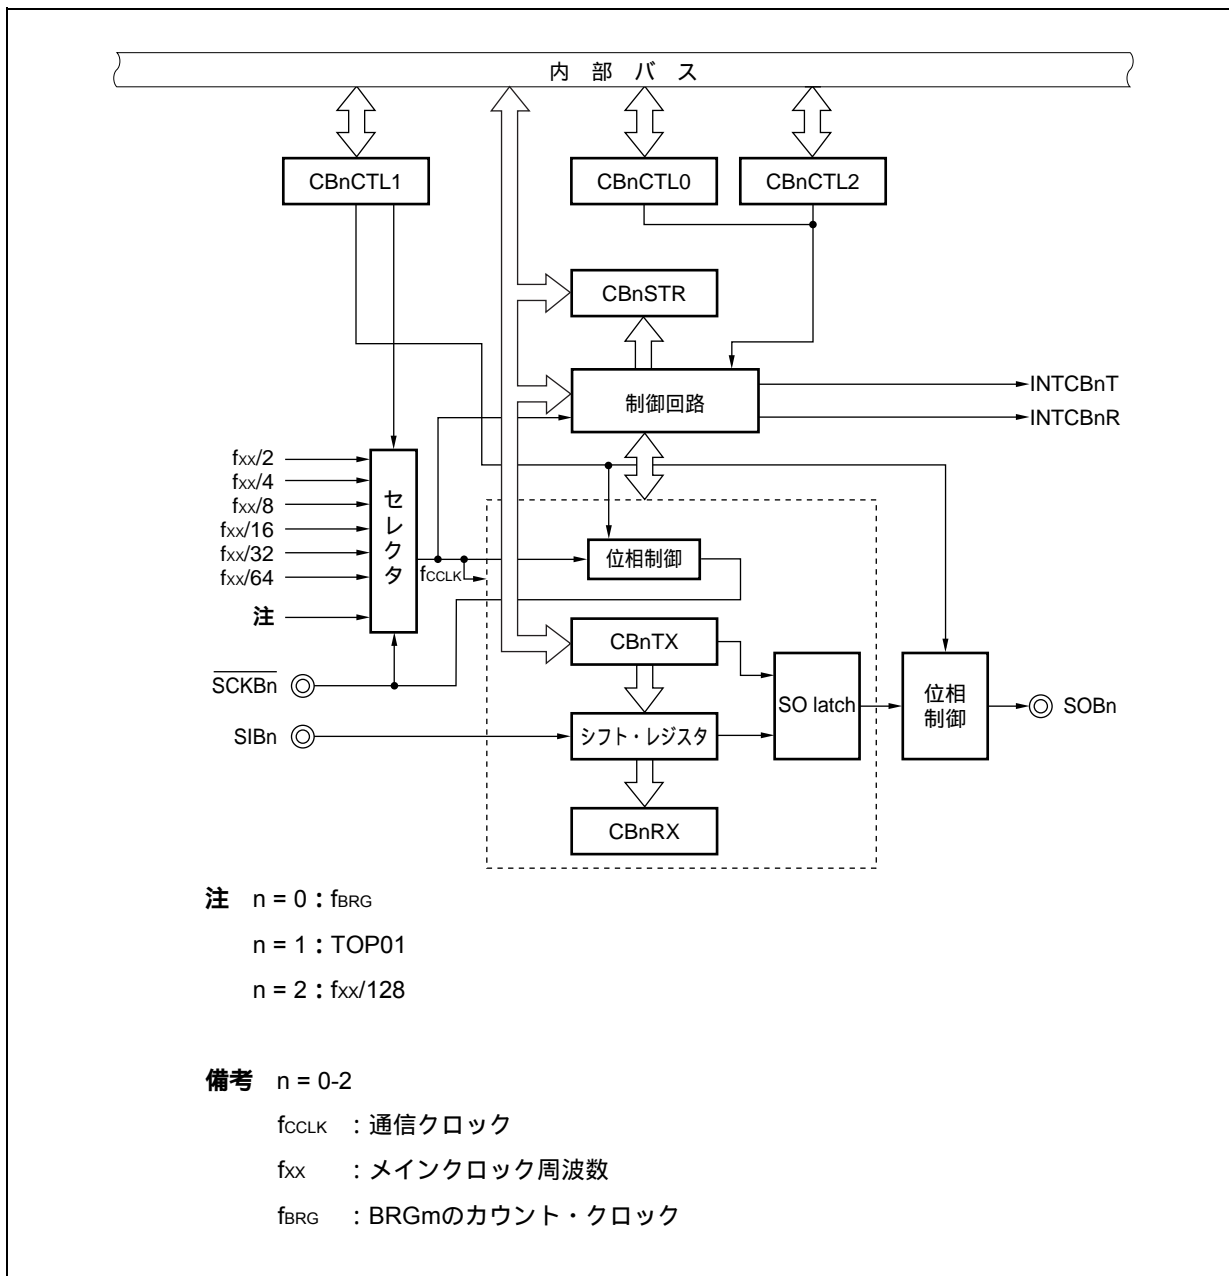 内 部 バ ス
CBnCTL1
CBnCTL0
CBnCTL2
CBnSTR
制御回路
INTCBnT
INTCBnR
fXX/2
fXX/4
fXX/8
fXX/16
fXX/32
fXX/64
注
セレクタ
fCCLK
位相制御
CBnTX
SCKBn
SO latch
位相
制御
SOBn
SIBn
シフト・レジスタ
CBnRX
注 n = 0：fBRG
n = 1：TOP01
n = 2：fXX/128
備考 n = 0-2
fCCLK ：通信クロック
fXX ：メインクロック周波数
fBRG ：BRGmのカウント・クロック